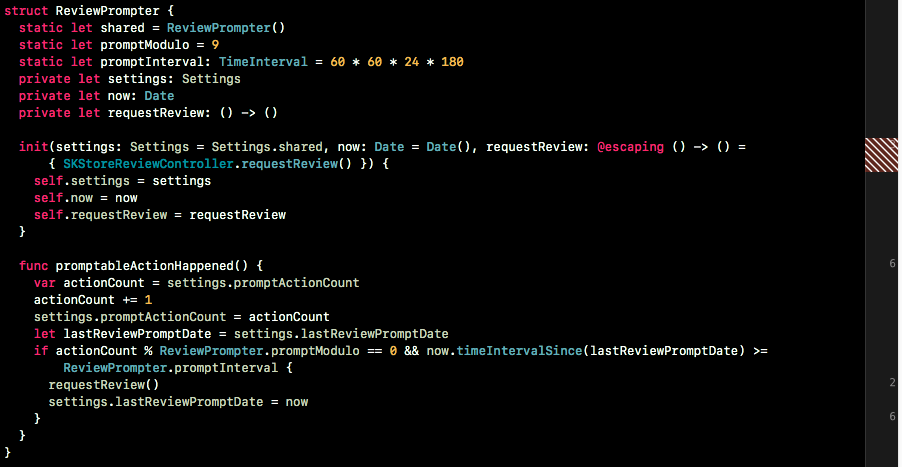 struct ReviewPrompter {
  static let shared = ReviewPrompter()
  static let promptModulo = 9
  static let promptInterval: TimeInterval = 60 * 60 * 24 * 180
  private let settings: Settings
  private let now: Date
  private let requestReview: () -> ()

  init(settings: Settings = Settings.shared, now: Date = Date(), requestReview: @escaping () -> () =
      { SKStoreReviewController.requestReview() }) {
    self.settings = settings
    self.now = now
    self.requestReview = requestReview
  }

  func promptableActionHappened() {
    var actionCount = settings.promptActionCount
    actionCount += 1
    settings.promptActionCount = actionCount
    let lastReviewPromptDate = settings.lastReviewPromptDate
    if actionCount % ReviewPrompter.promptModulo == 0 && now.timeIntervalSince(lastReviewPromptDate) >=
        ReviewPrompter.promptInterval {
      requestReview()
      settings.lastReviewPromptDate = now
    }
  }
}
6
2
6